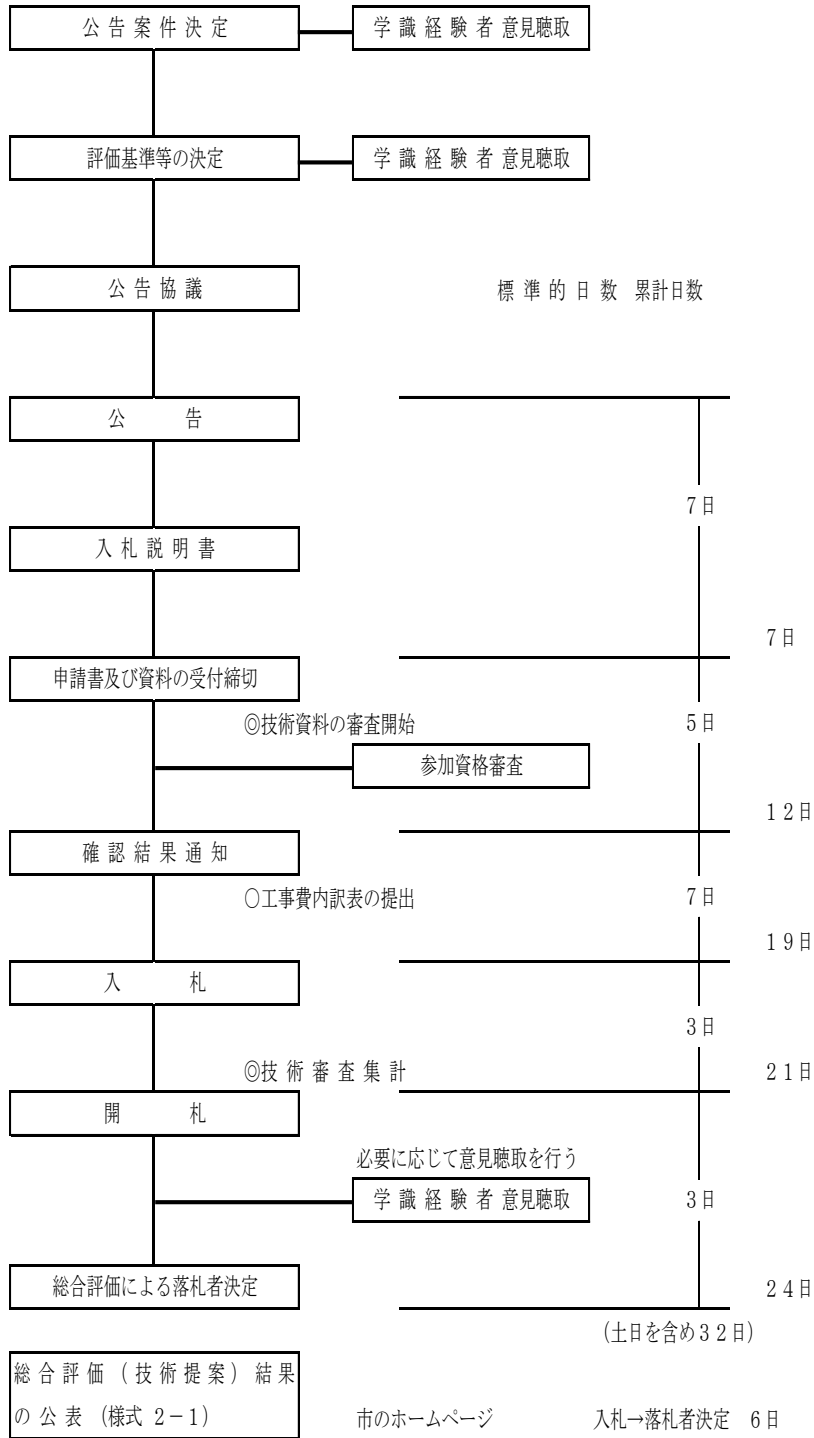 公告案件決定 学識経験者 意見聴取
評価基準等の決定 学識経験者 意見聴取
公告協議 標準的日数 累計日数
公 告
7日
入札説明書
7日
申請書及び資料の受付締切
◎技術資料の審査開始 5日
参加資格審査
12日
確認結果通知
○工事費内訳表の提出 7日
19日
入 札
3日
◎技術審査集計 21日
開 札
必要に応じて意見聴取を行う
学識経験者 意見聴取 3日
総合評価による落札者決定 24日
(土日を含め32日)
総合評価(技術提案)結果
の公表 (様式 2-1) 市のホームページ 入札→落札者決定 6日